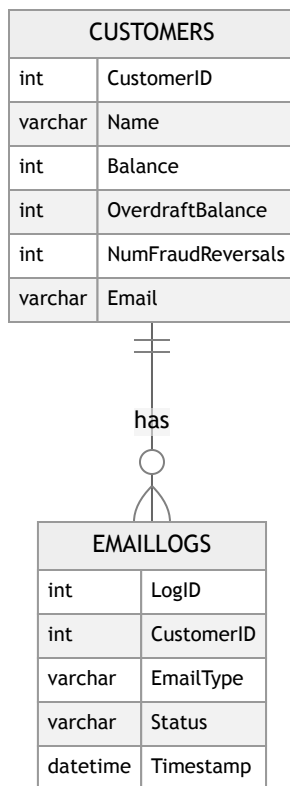 CUSTOMERS
int CustomerID
varchar Name
int Balance
int OverdraftBalance
int NumFraudReversals
varchar Email
has
EMAILLOGS
int LogID
int CustomerID
varchar EmailType
varchar Status
datetime Timestamp